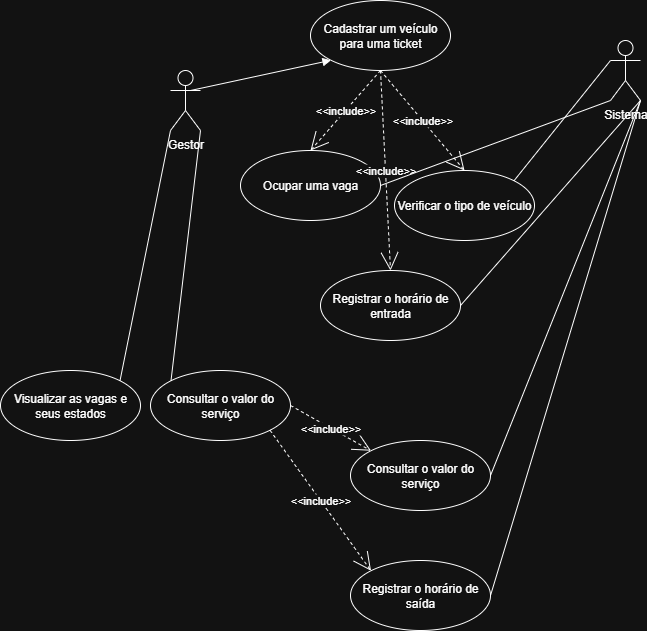 Cadastrar um veículo
para uma ticket
Sistema
Gestor
<<include>>
<<include>>
<<include>>
Ocupar uma vaga
Verificar o tipo de veículo
Registrar o horário de
entrada
Visualizar as vagas e
seus estados
Consultar o valor do
serviço
<<include>>
Consultar o valor do
serviço
<<include>>
Registrar o horário de
saída